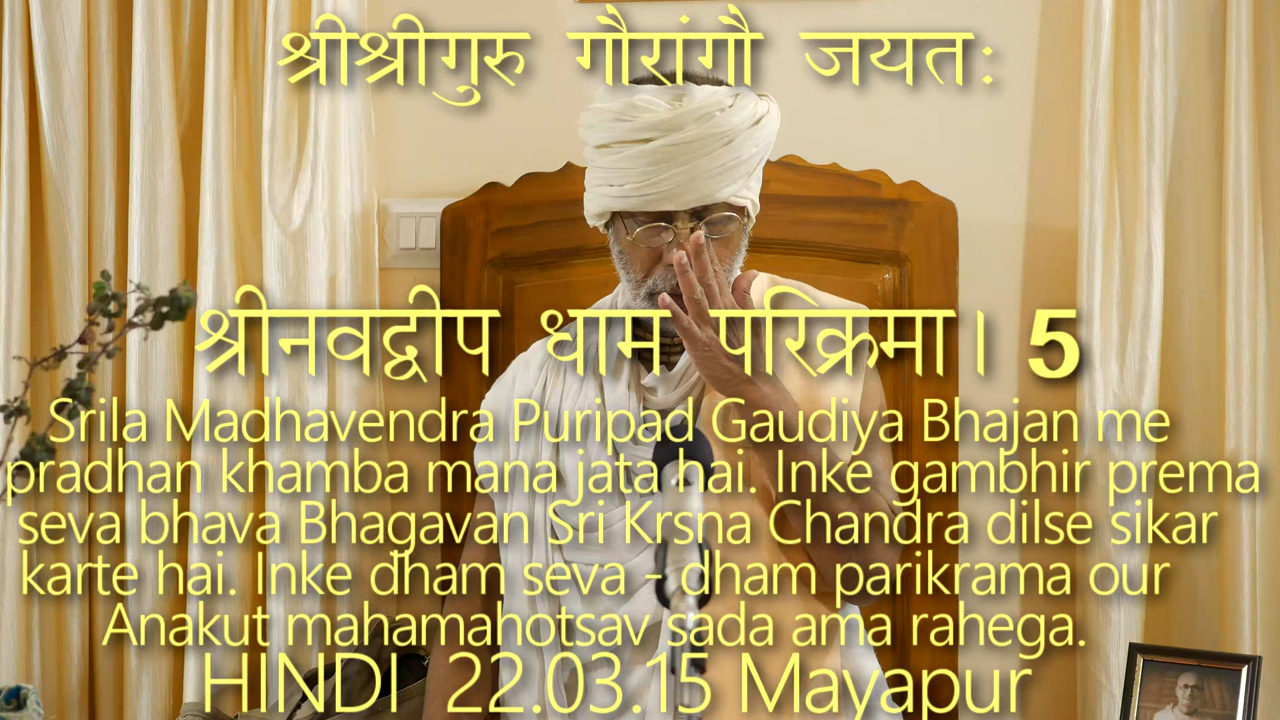 श्रीश्रीगुरु गौरांगौ जयतः
श्रीनवद्वीप धाम परिक्रमा। 5
Srila Madhavendra Puripad Gaudiya Bhajan me
pradhan khamba mana jata hai. Inke gambhir prema
seva bhava Bhagavan Sri Krsna Chandra dilse sikar
karte hai. Inke dham seva - dham parikrama our
Anakut mahamahotsav sada ama rahega.
HINDI 22.03.15 Mayapur